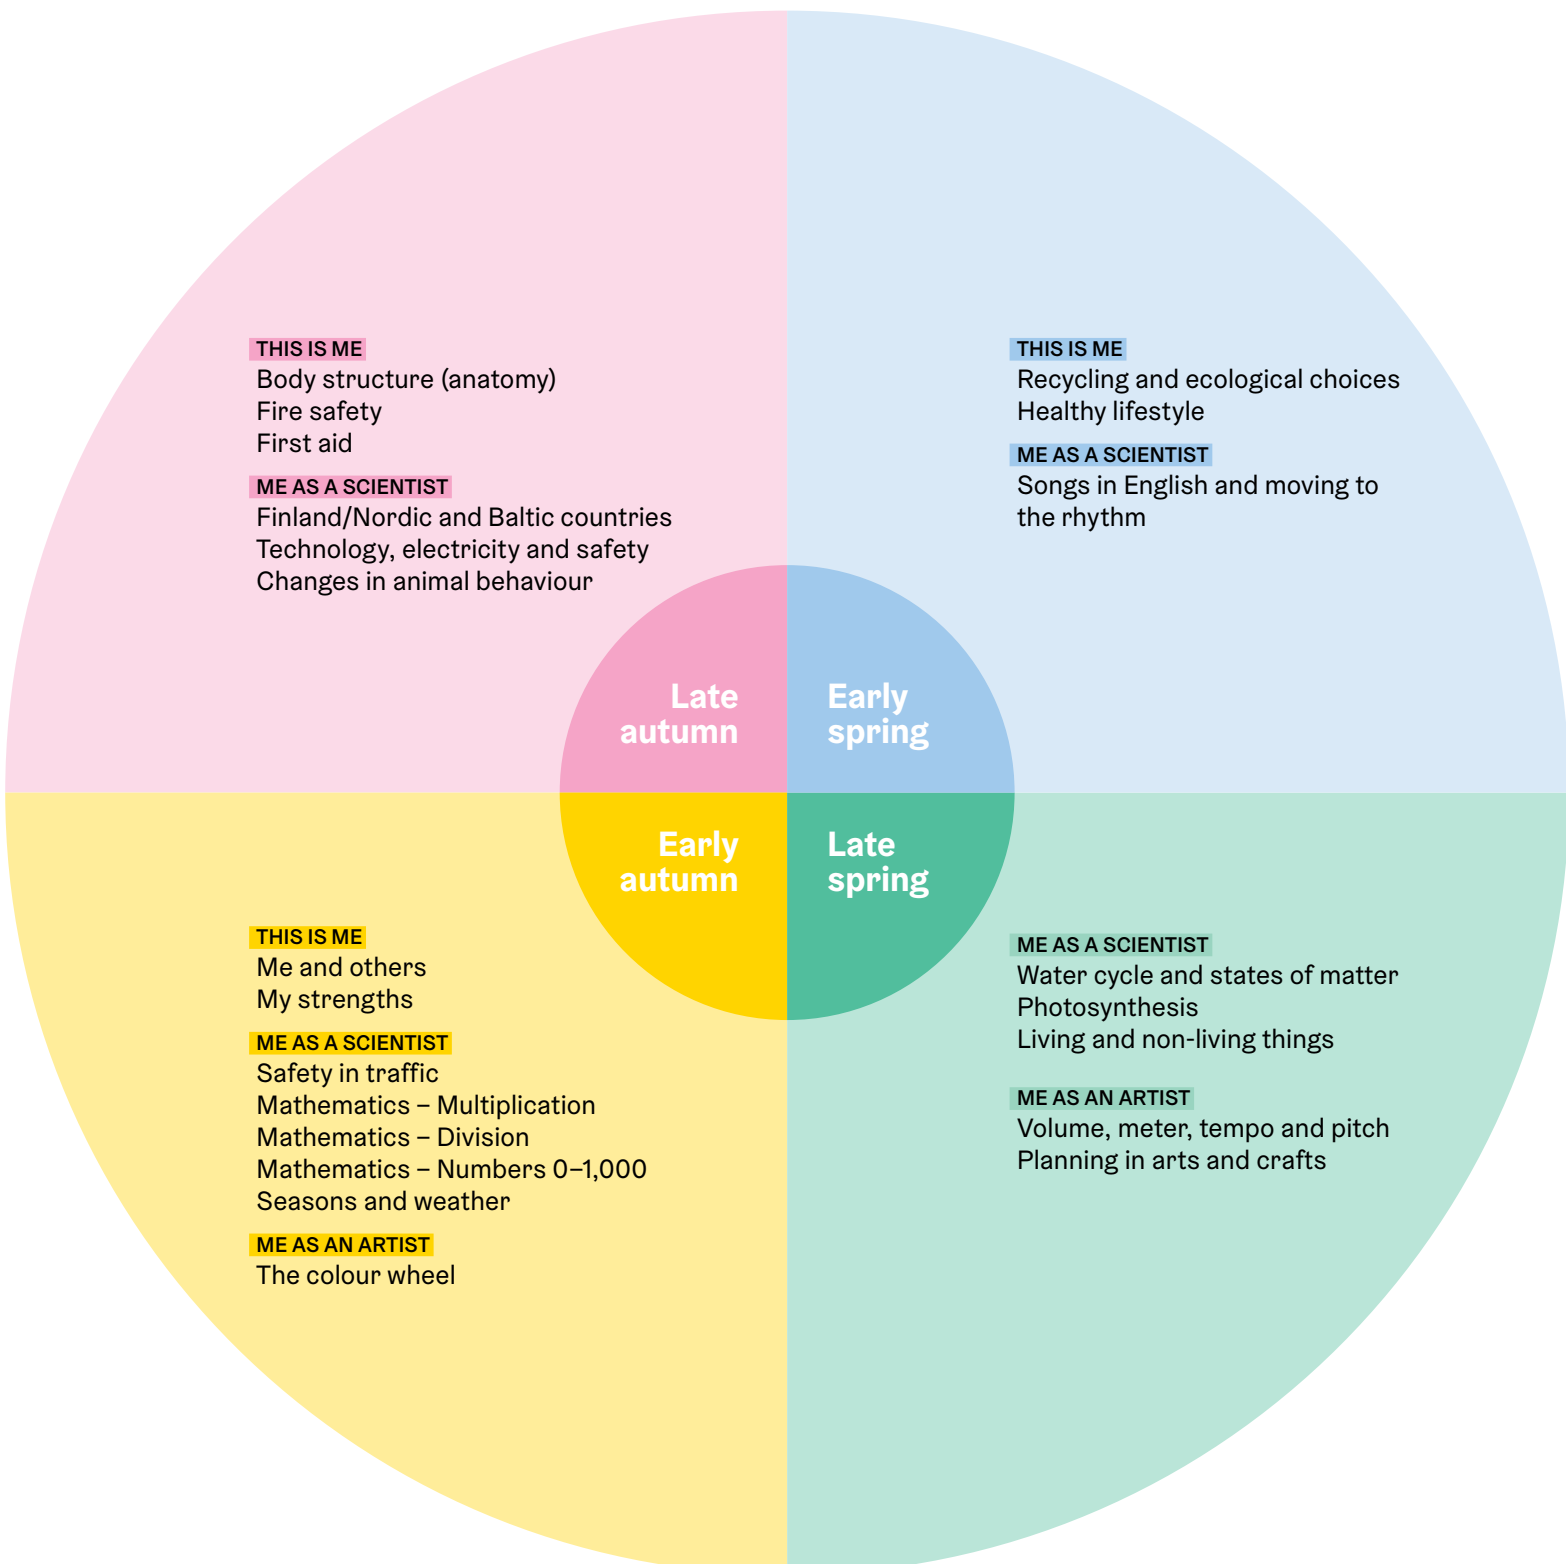 THIS IS ME
Body structure (anatomy)
Fire safety
First aid
ME AS A SCIENTIST
Finland/Nordic and Baltic countries
Technology, electricity and safety
Changes in animal behaviour
THIS IS ME
Recycling and ecological choices
Healthy lifestyle
ME AS A SCIENTIST
Songs in English and moving to
the rhythm
Late
autumn
Early
spring
Early
autumn
Late
spring
THIS IS ME
Me and others
My strengths
ME AS A SCIENTIST
Safety in traffic
Mathematics – Multiplication
Mathematics – Division
Mathematics – Numbers 0–1,000
Seasons and weather
ME AS AN ARTIST
The colour wheel
ME AS A SCIENTIST
Water cycle and states of matter
Photosynthesis
Living and non-living things
ME AS AN ARTIST
Volume, meter, tempo and pitch
Planning in arts and crafts